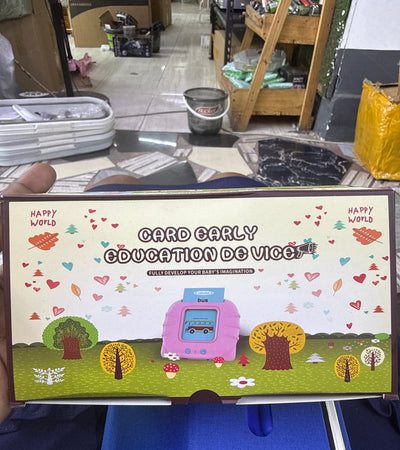 HAPPY
WORLD
HAPPY
WORLD
CARD EARLY
EDUCATION DE VICE
FULLY DEVELOP YOUR BABY'S IMAGINATION
BUS